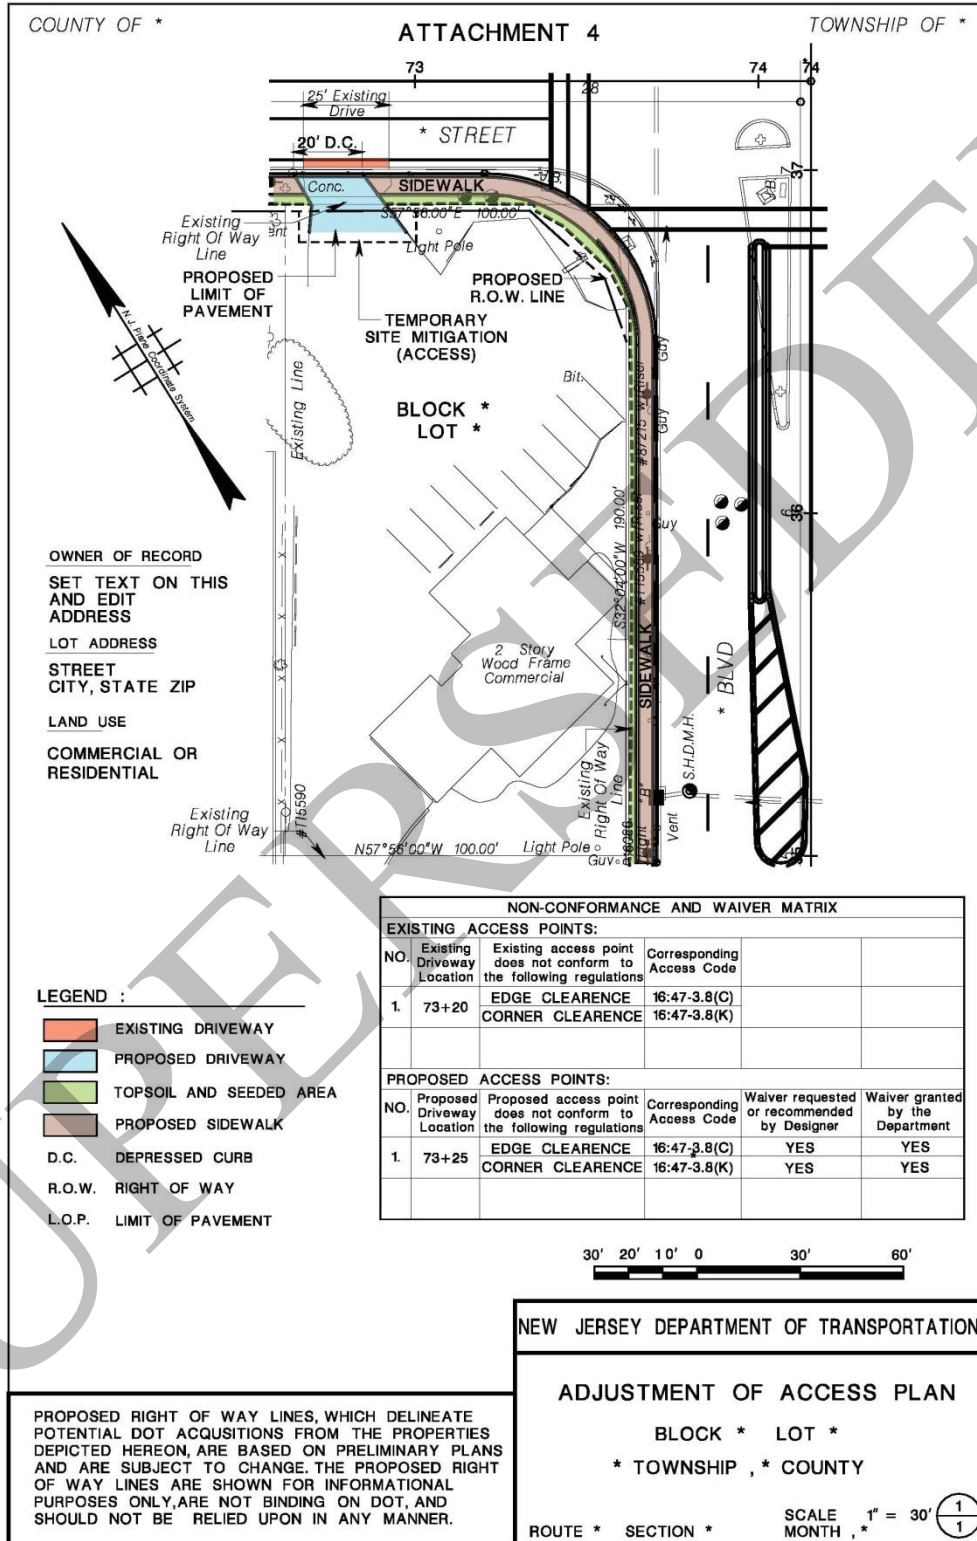 COUNTY OF *
ATTACHMENT 4
TOWNSHIP OF *
73
74
74
28
25' Existing
Drive
* STREET
20' D.C.
37
Conc.
SIDEWALK
B.
B.
S57°56.00"E 100.00'
Existing
Right Of Way
Line
Light Pole
PROPOSED
LIMIT OF
PAVEMENT
PROPOSED
R.O.W. LINE
TEMPORARY
SITE MITIGATION
(ACCESS)
N.J. Plane Coordinate System
Existing Line
Bit.
Guy
BLOCK *
LOT *
Guy
#87215 w/Riser
36
Guy
S32°04'00"W 190.00'
OWNER OF RECORD
SET TEXT ON THIS
AND EDIT
ADDRESS
LOT ADDRESS
STREET
CITY, STATE ZIP
LAND USE
COMMERCIAL OR
RESIDENTIAL
2 Story
Wood Frame
Commercial
SIDEWALK
* BLVD
S.H.D.M.H.
Existing
Right Of Way
Line
"B"
Vent
Light
#T15590
Existing
Right Of Way
Line
N57°56'00"W 100.00'
Light Pole
Guy
35
NON-CONFORMANCE AND WAIVER MATRIX
EXISTING ACCESS POINTS:
NO. Existing Driveway Location Existing access point does not conform to the following regulations Corresponding Access Code
1. 73+20 EDGE CLEARENCE 16:47-3.8(C)
CORNER CLEARENCE 16:47-3.8(K)
PROPOSED ACCESS POINTS:
NO. Proposed Driveway Location Proposed access point does not conform to the following regulations Corresponding Access Code Waiver requested or recommended by Designer Waiver granted by the Department
1. 73+25 EDGE CLEARENCE 16:47-3.8(C) YES YES
CORNER CLEARENCE 16:47-3.8(K) YES YES
LEGEND :
EXISTING DRIVEWAY
PROPOSED DRIVEWAY
TOPSOIL AND SEEDED AREA
PROPOSED SIDEWALK
D.C. DEPRESSED CURB
R.O.W. RIGHT OF WAY
L.O.P. LIMIT OF PAVEMENT
30' 20' 10' 0 30' 60'
NEW JERSEY DEPARTMENT OF TRANSPORTATION
ADJUSTMENT OF ACCESS PLAN
BLOCK * LOT *
* TOWNSHIP , * COUNTY
ROUTE * SECTION *
SCALE 1" = 30'
MONTH , *
1
1
PROPOSED RIGHT OF WAY LINES, WHICH DELINEATE
POTENTIAL DOT ACQUSITIONS FROM THE PROPERTIES
DEPICTED HEREON, ARE BASED ON PRELIMINARY PLANS
AND ARE SUBJECT TO CHANGE. THE PROPOSED RIGHT
OF WAY LINES ARE SHOWN FOR INFORMATIONAL
PURPOSES ONLY, ARE NOT BINDING ON DOT, AND
SHOULD NOT BE RELIED UPON IN ANY MANNER.
UPERSEDE